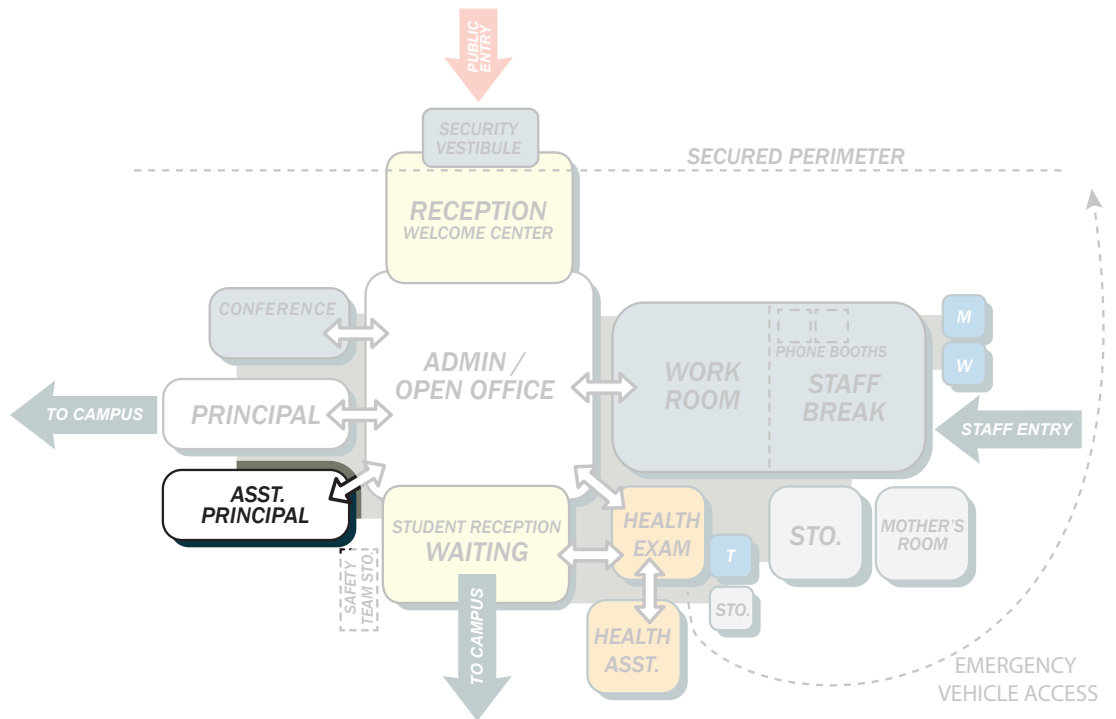 PUBLIC
ENTRY
SECURITY
VESTIBULE
SECURED PERIMETER
RECEPTION
WELCOME CENTER
CONFERENCE
ADMIN /
OPEN OFFICE
WORK
ROOM
PHONE BOOTHS
STAFF
BREAK
M
W
TO CAMPUS
PRINCIPAL
STAFF ENTRY
ASST.
PRINCIPAL
STUDENT RECEPTION
WAITING
HEALTH
EXAM
T
STO.
MOTHER'S
ROOM
SAFETY
TEAM STO.
STO.
TO CAMPUS
HEALTH
ASST.
EMERGENCY
VEHICLE ACCESS